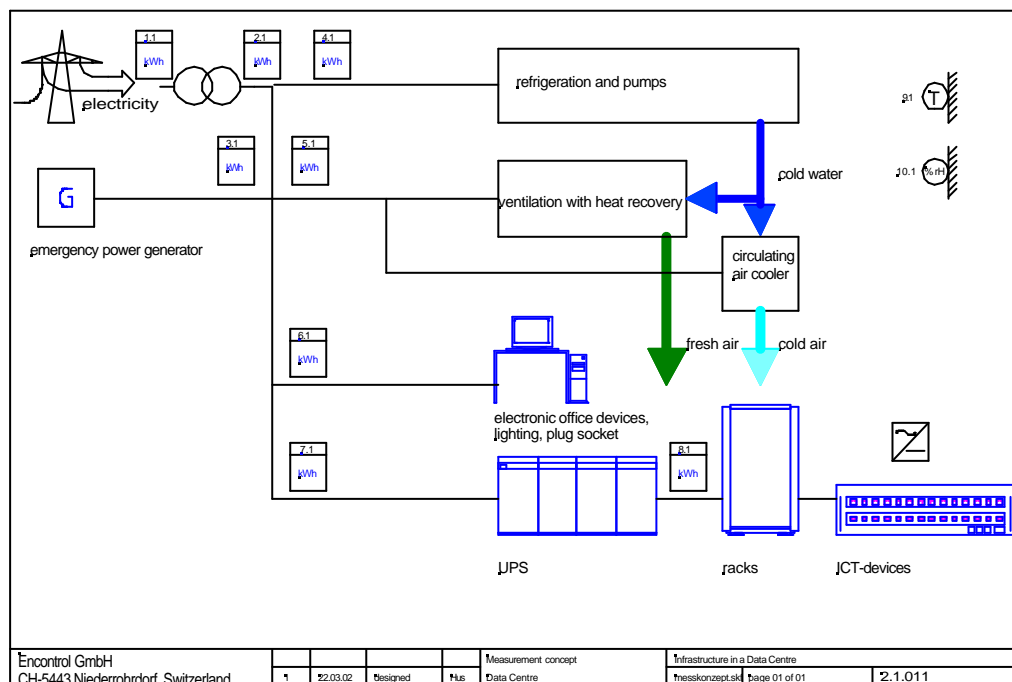 1.1
kWh
2.1
kWh
4.1
kWh
electricity
refrigeration and pumps
9.1
T
3.1
kWh
5.1
kWh
10.1
% rH
cold water
G
ventilation with heat recovery
emergency power generator
circulating
air cooler
6.1
kWh
fresh air
cold air
electronic office devices,
lighting, plug socket
7.1
kWh
8.1
kWh
UPS
racks
ICT-devices
Encontrol GmbH
CH-5443 Niederrohrdorf, Switzerland
1
22.03.02
designed
Hus
Measurement concept
Data Centre
Infrastructure in a Data Centre
messkonzept.skf
page 01 of 01
2.1.011